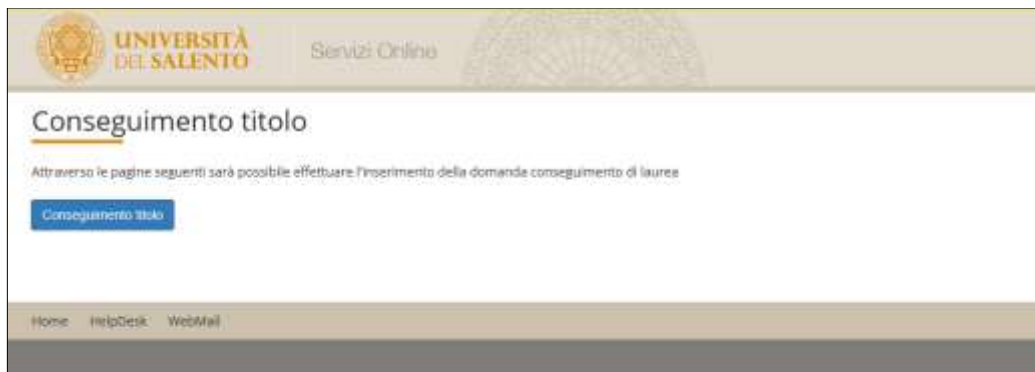 UNIVERSITÀ
DEL SALENTO
Servizi Online
Conseguimento titolo
Attraverso le pagine seguenti sarà possibile effettuare l'inserimento della domanda conseguimento di laurea
Conseguimento titolo
Home HelpDesk WebMail